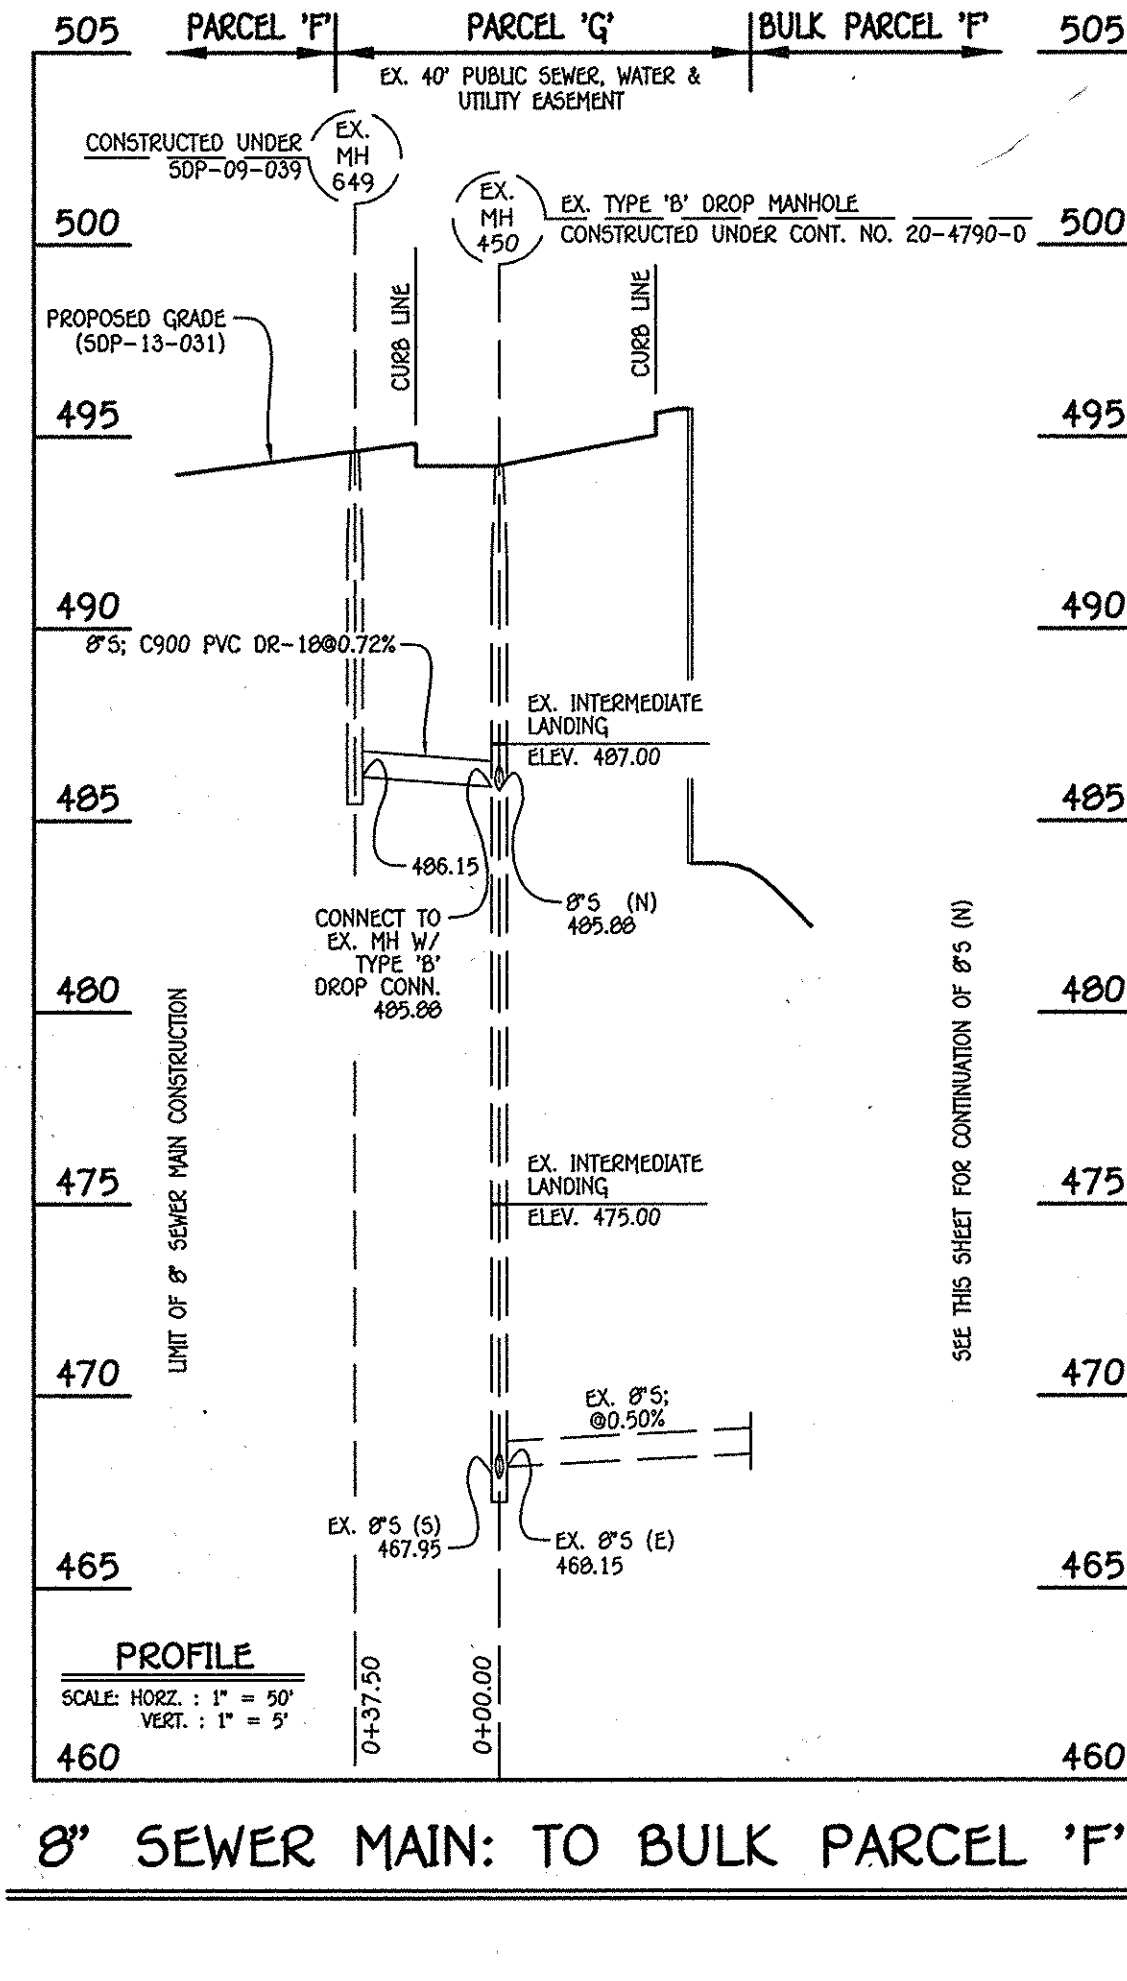 505 PARCEL 'F' PARCEL 'G' BULK PARCEL 'F' 505
EX. 40' PUBLIC SEWER, WATER &
UTILITY EASEMENT
CONSTRUCTED UNDER
SDP-09-039
EX.
MH
649
EX.
MH
450
EX. TYPE 'B' DROP MANHOLE
CONSTRUCTED UNDER CONT. NO. 20-4790-D
500 500
PROPOSED GRADE
(SDP-13-031)
CURB LINE
CURB LINE
495 495
490 490
8"S; C900 PVC DR-18@0.72%
EX. INTERMEDIATE
LANDING
ELEV. 487.00
485 485
486.15
8"S (N)
485.88
CONNECT TO
EX. MH W/
TYPE 'B'
DROP CONN.
485.88
480 480
LIMIT OF 8" SEWER MAIN CONSTRUCTION
SEE THIS SHEET FOR CONTINUATION OF 8"S (N)
EX. INTERMEDIATE
LANDING
ELEV. 475.00
475 475
470 470
EX. 8"S;
@0.50%
EX. 8"S (S)
467.95
EX. 8"S (E)
468.15
465 465
PROFILE
SCALE: HORZ. : 1" = 50'
VERT. : 1" = 5'
0+37.50
0+00.00
460 460
8" SEWER MAIN: TO BULK PARCEL 'F'